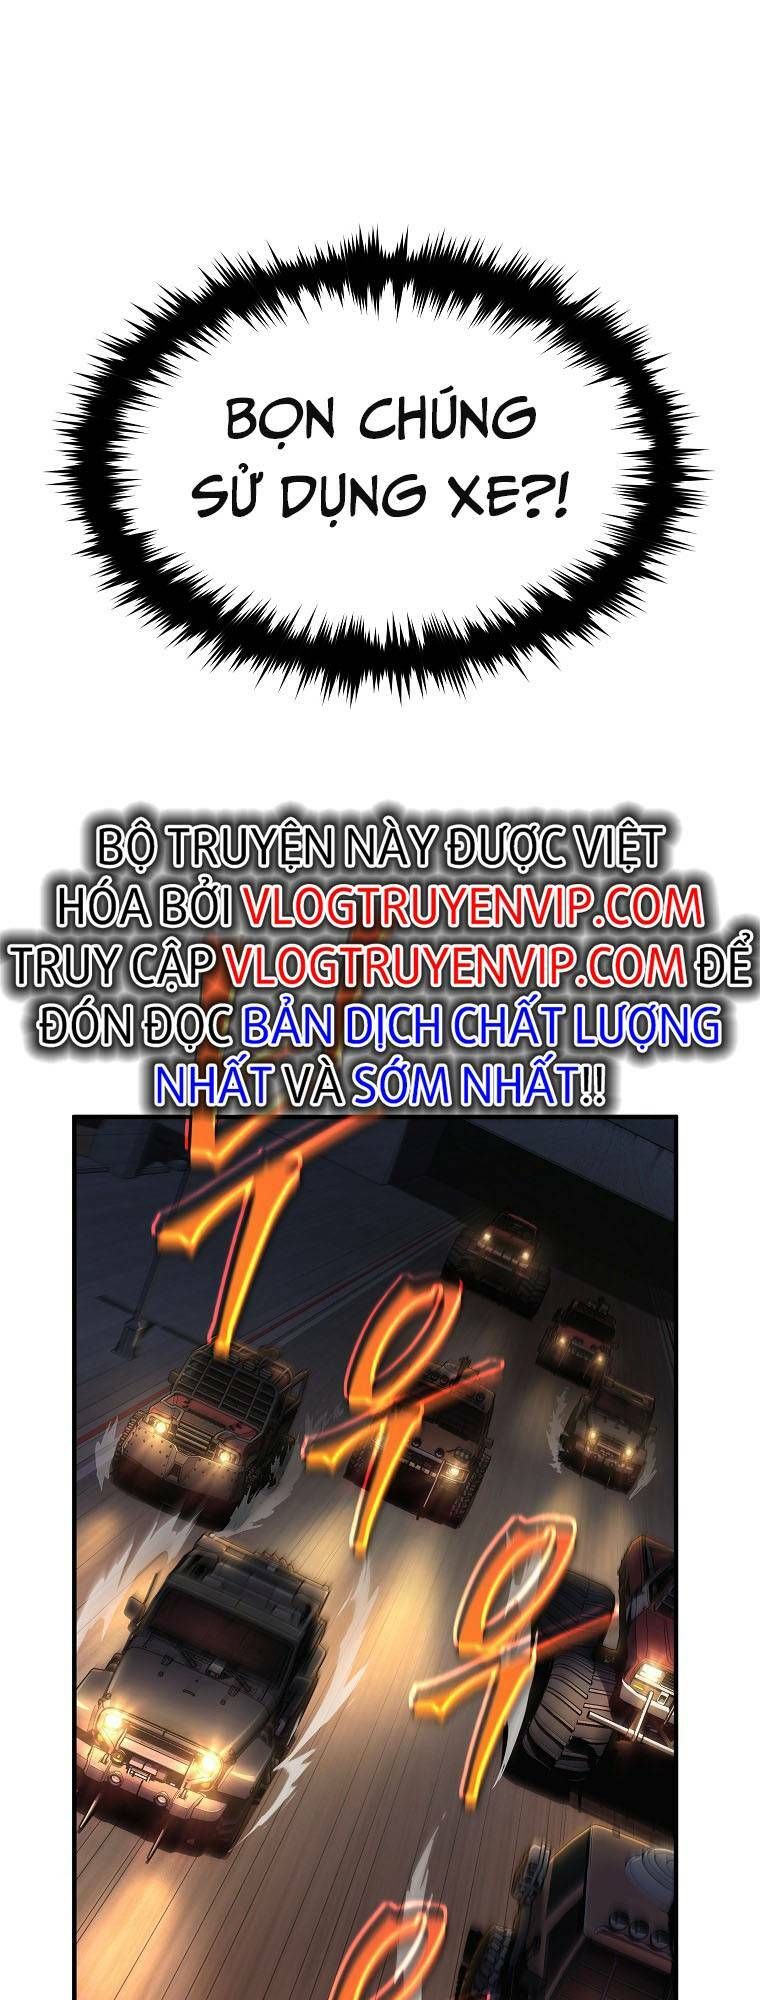 BỌN CHÚNG
SỬ DỤNG XE?!
BỘ TRUYỆN NÀY ĐƯỢC VIỆT
HÓA BỞI VLOGTRUYENVIP.COM
TRUY CẬP VLOGTRUYENVIP.COM ĐỂ
ĐÓN ĐỌC BẢN DỊCH CHẤT LƯỢNG
NHẤT VÀ SỚM NHẤT!!